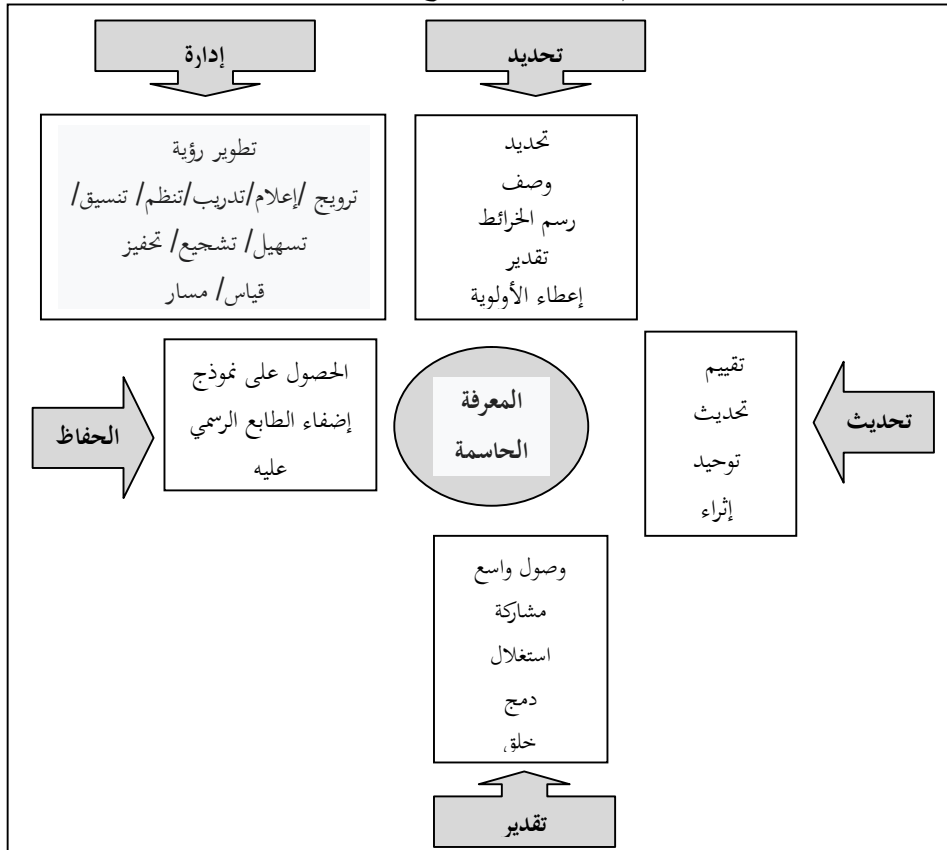 تحديد
إدارة
تحديد
وصف
رسم الخرائط
تقدير
إعطاء الأولوية
تطوير رؤية
ترويج /إعلام/تدريب/تنظم/ تنسيق/
تسهيل/ تشجيع/ تحفيز
قياس/ مسار
تحديث
تقييم
تحديث
توحيد
إثراء
المعرفة
الحاسمة
الحصول على نموذج
إضفاء الطابع الرسمي
عليه
الحفاظ
وصول واسع
مشاركة
استغلال
دمج
خلق
تقدير